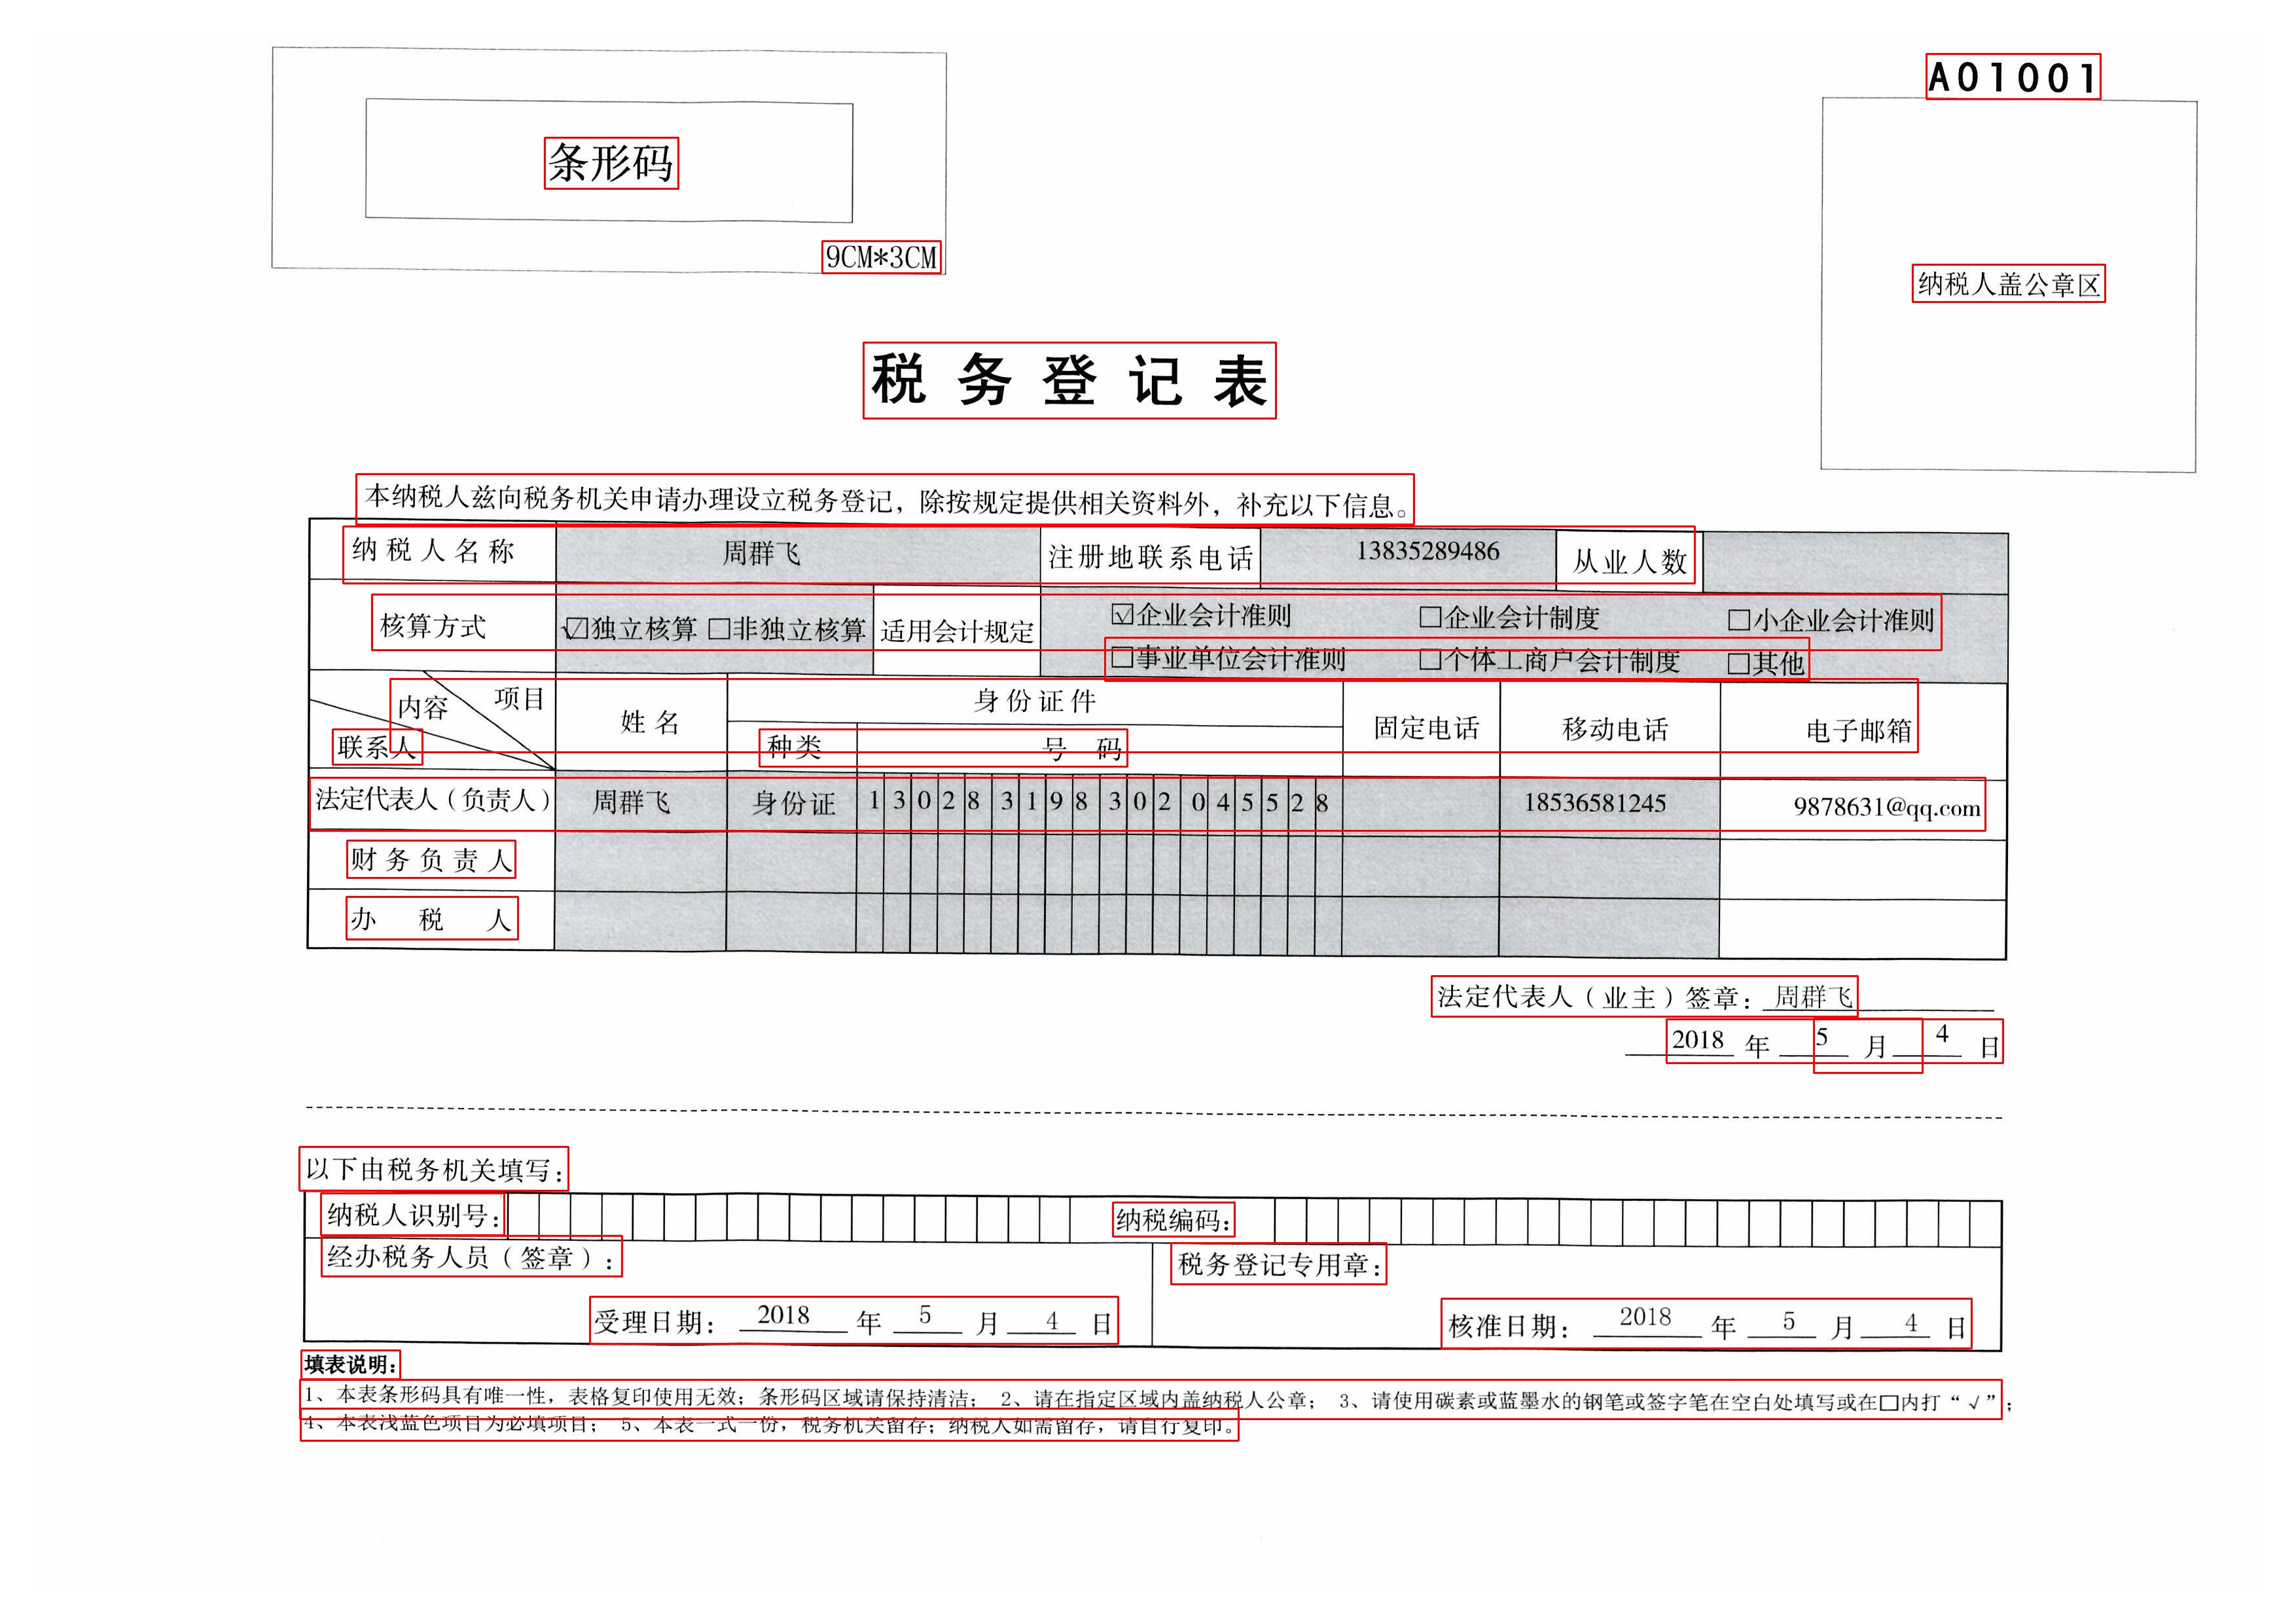 A01001
条形码
9CM*3CM
纳税人盖公章区
税 务 登 记 表
本纳税人兹向税务机关申请办理设立税务登记，除按规定提供相关资料外，补充以下信息。
纳税人名称 周群飞 注册地联系电话 13835289486 从业人数
核算方式 ☑独立核算 □非独立核算 适用会计规定 ☑企业会计准则 □企业会计制度 □小企业会计准则
□事业单位会计准则 □个体工商户会计制度 □其他
内容 项目 姓名 身份证件 固定电话 移动电话 电子邮箱
联系人 种类 号 码
法定代表人（负责人） 周群飞 身份证 130283198302045528 18536581245 9878631@qq.com
财务负责人
办 税 人
法定代表人（业主）签章：周群飞
2018 年 5 月 4 日
以下由税务机关填写：
纳税人识别号： 纳税编码：
经办税务人员（签章）： 税务登记专用章：
受理日期： 2018 年 5 月 4 日 核准日期： 2018 年 5 月 4 日
填表说明：
1、本表条形码具有唯一性，表格复印使用无效；条形码区域请保持清洁； 2、请在指定区域内盖纳税人公章； 3、请使用碳素或蓝墨水的钢笔或签字笔在空白处填写或在□内打“√”；
4、本表浅蓝色项目为必填项目； 5、本表一式一份，税务机关留存；纳税人如需留存，请自行复印。